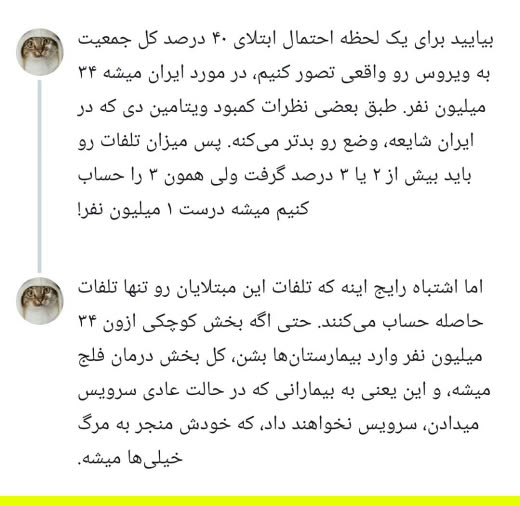 بیایید برای یک لحظه احتمال ابتلای ۴۰ درصد کل جمعیت
به ویروس رو واقعی تصور کنیم، در مورد ایران میشه ۳۴
میلیون نفر. طبق بعضی نظرات کمبود ویتامین دی که در
ایران شایعه، وضع رو بدتر می‌کنه. پس میزان تلفات رو
باید بیش از ۲ یا ۳ درصد گرفت ولی همون ۳ را حساب
کنیم میشه درست ۱ میلیون نفر!
اما اشتباه رایج اینه که تلفات این مبتلایان رو تنها تلفات
حاصله حساب می‌کنند. حتی اگه بخش کوچکی ازون ۳۴
میلیون نفر وارد بیمارستان‌ها بشن، کل بخش درمان فلج
میشه، و این یعنی به بیمارانی که در حالت عادی سرویس
میدادن، سرویس نخواهند داد، که خودش منجر به مرگ
خیلی‌ها میشه.